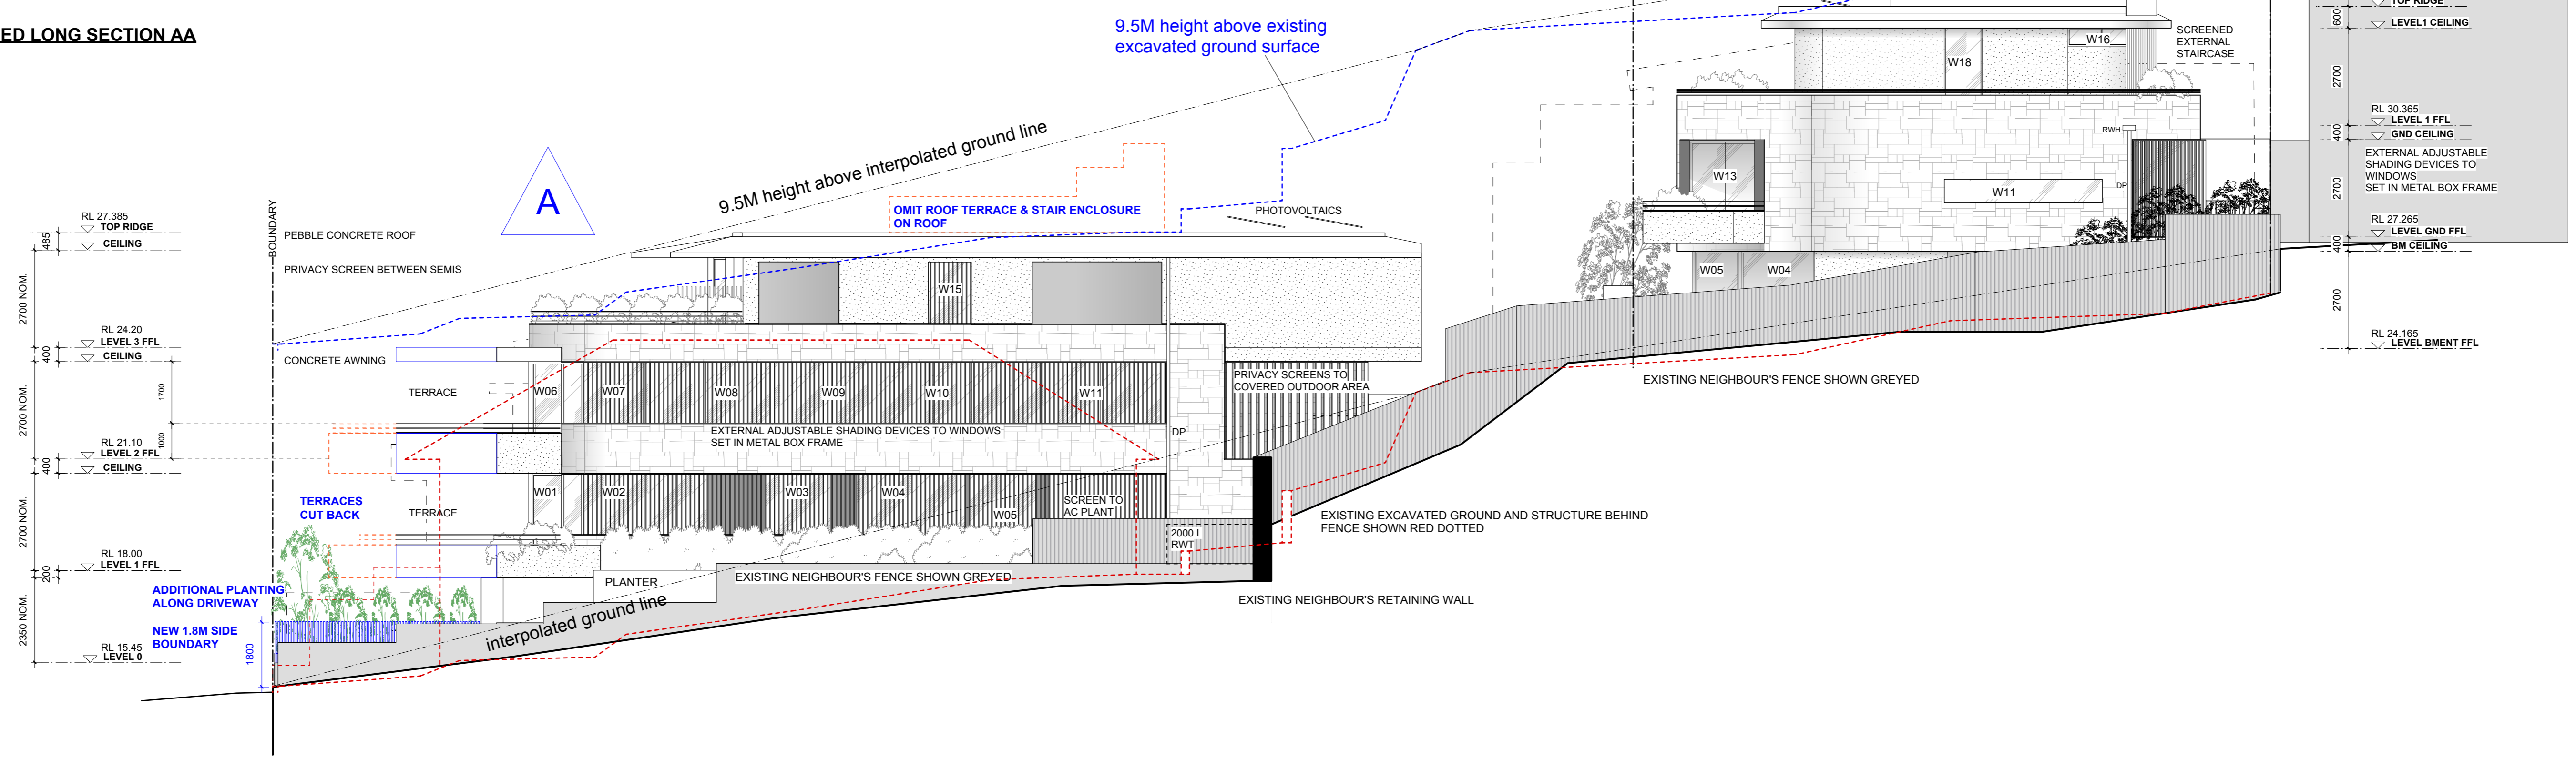 ED LONG SECTION AA
9.5M height above existing
excavated ground surface
9.5M height above interpolated ground line
A
OMIT ROOF TERRACE & STAIR ENCLOSURE
ON ROOF
PHOTOVOLTAICS
BOUNDARY
PEBBLE CONCRETE ROOF
PRIVACY SCREEN BETWEEN SEMIS
CONCRETE AWNING
TERRACE
TERRACE
RL 27.385
TOP RIDGE
485
CEILING
2700 NOM.
RL 24.20
LEVEL 3 FFL
400
CEILING
2700 NOM.
1700
1000
RL 21.10
LEVEL 2 FFL
400
CEILING
2700 NOM.
RL 18.00
LEVEL 1 FFL
200
2350 NOM.
RL 15.45
LEVEL 0
TERRACES
CUT BACK
ADDITIONAL PLANTING
ALONG DRIVEWAY
NEW 1.8M SIDE
BOUNDARY
1800
W15
W06
W07
W08
W09
W10
W11
PRIVACY SCREENS TO
COVERED OUTDOOR AREA
EXTERNAL ADJUSTABLE SHADING DEVICES TO WINDOWS
SET IN METAL BOX FRAME
DP
W01
W02
W03
W04
W05
SCREEN TO
AC PLANT
2000 L
RWT
PLANTER
EXISTING NEIGHBOUR'S FENCE SHOWN GREYED
interpolated ground line
EXISTING NEIGHBOUR'S RETAINING WALL
EXISTING EXCAVATED GROUND AND STRUCTURE BEHIND
FENCE SHOWN RED DOTTED
EXISTING NEIGHBOUR'S FENCE SHOWN GREYED
W16
W18
SCREENED
EXTERNAL
STAIRCASE
RWH
W13
W11
DP
W05
W04
TOP RIDGE
600
LEVEL1 CEILING
2700
RL 30.365
LEVEL 1 FFL
400
GND CEILING
EXTERNAL ADJUSTABLE
SHADING DEVICES TO
WINDOWS
SET IN METAL BOX FRAME
2700
RL 27.265
LEVEL GND FFL
400
BM CEILING
2700
RL 24.165
LEVEL BMENT FFL